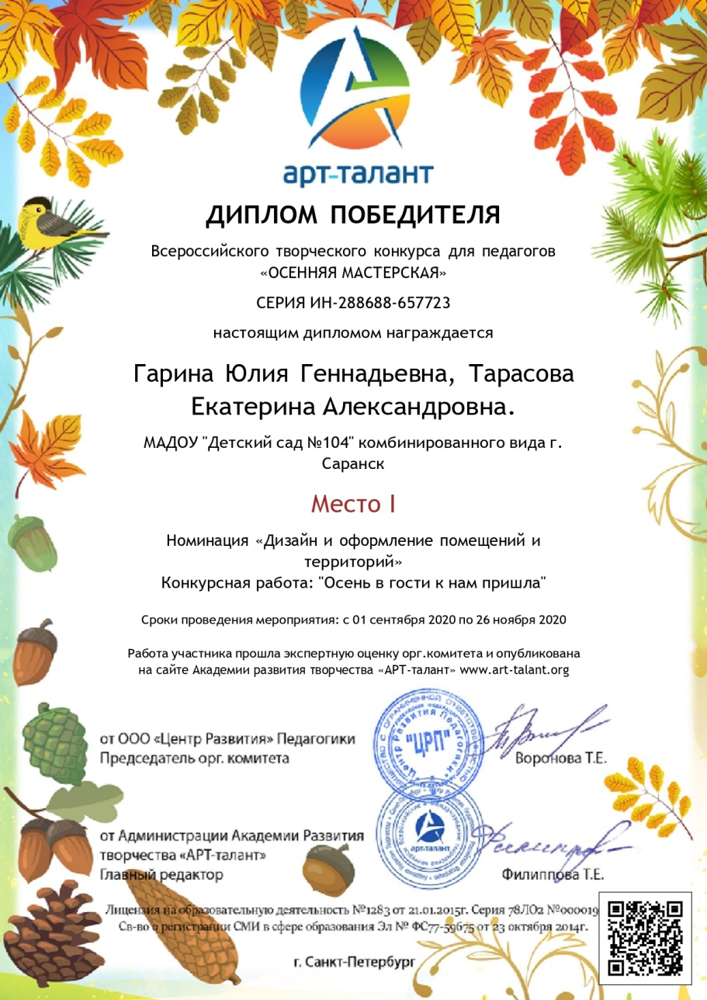 арт-талант
ДИПЛОМ ПОБЕДИТЕЛЯ
Всероссийского творческого конкурса для педагогов
«ОСЕННЯЯ МАСТЕРСКАЯ»
СЕРИЯ ИН-288688-657723
настоящим дипломом награждается
Гарина Юлия Геннадьевна, Тарасова
Екатерина Александровна.
МАДОУ "Детский сад №104" комбинированного вида г.
Саранск
Место I
Номинация «Дизайн и оформление помещений и
территорий»
Конкурсная работа: "Осень в гости к нам пришла"
Сроки проведения мероприятия: с 01 сентября 2020 по 26 ноября 2020
Работа участника прошла экспертную оценку орг.комитета и опубликована
на сайте Академии развития творчества «АРТ-талант» www.art-talant.org
от ООО «Центр Развития» Педагогики
Председатель орг. комитета
"ЦРП"
Центр Развития Педагогики
Воронова Т.Е.
от Администрации Академии Развития
творчества «АРТ-талант»
Главный редактор
арт-талант
Филиппова Т.Е.
Лицензия на образовательную деятельность №1283 от 21.01.2015г. Серия 78ЛО2 №000019
Св-во о регистрации СМИ в сфере образования Эл № ФС77-59675 от 23 октября 2014г.
г. Санкт-Петербург